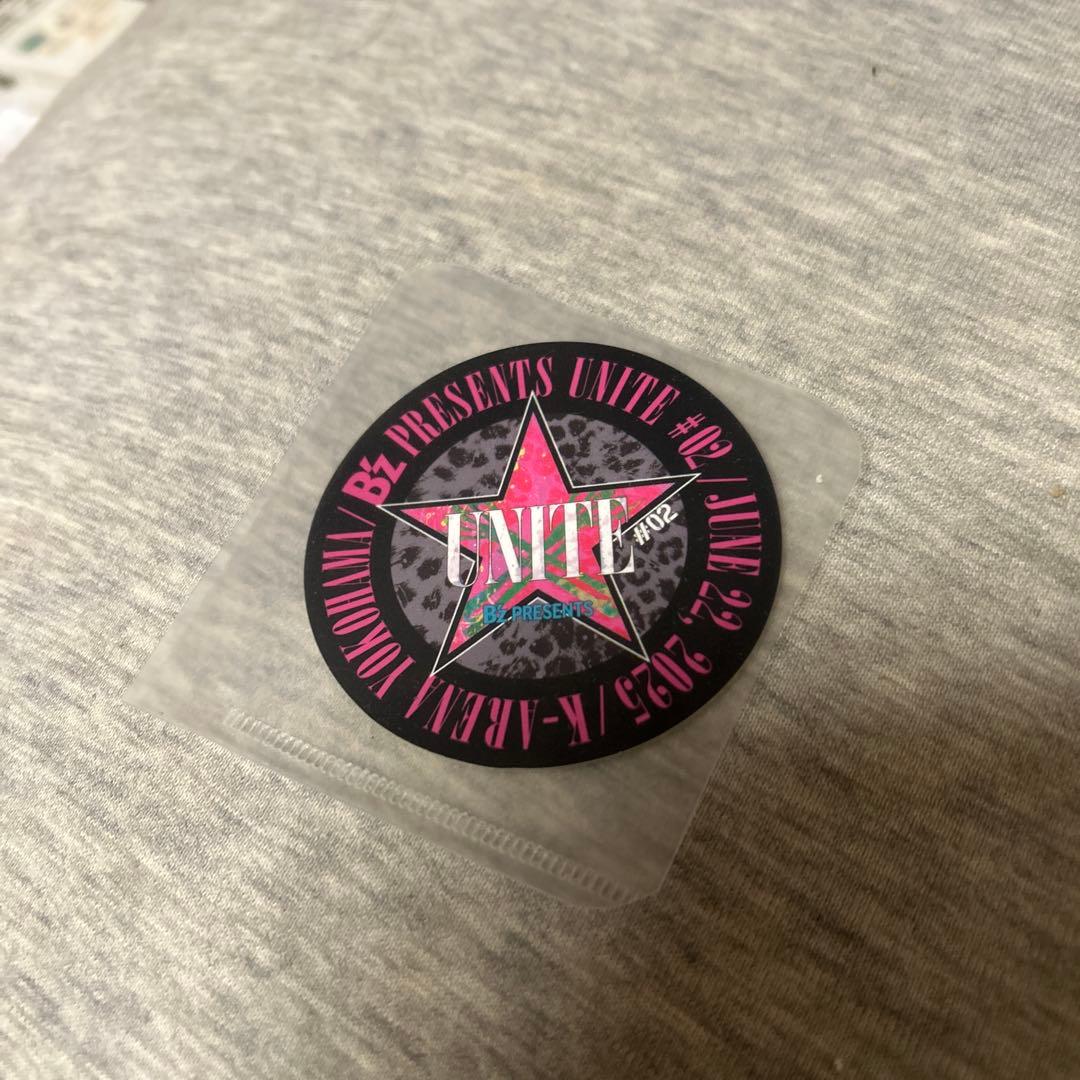 B'z PRESENTS UNITE #02 / JUNE 22, 2025 / K-ARENA YOKOHAMA /
UNITE #02
B'z PRESENTS